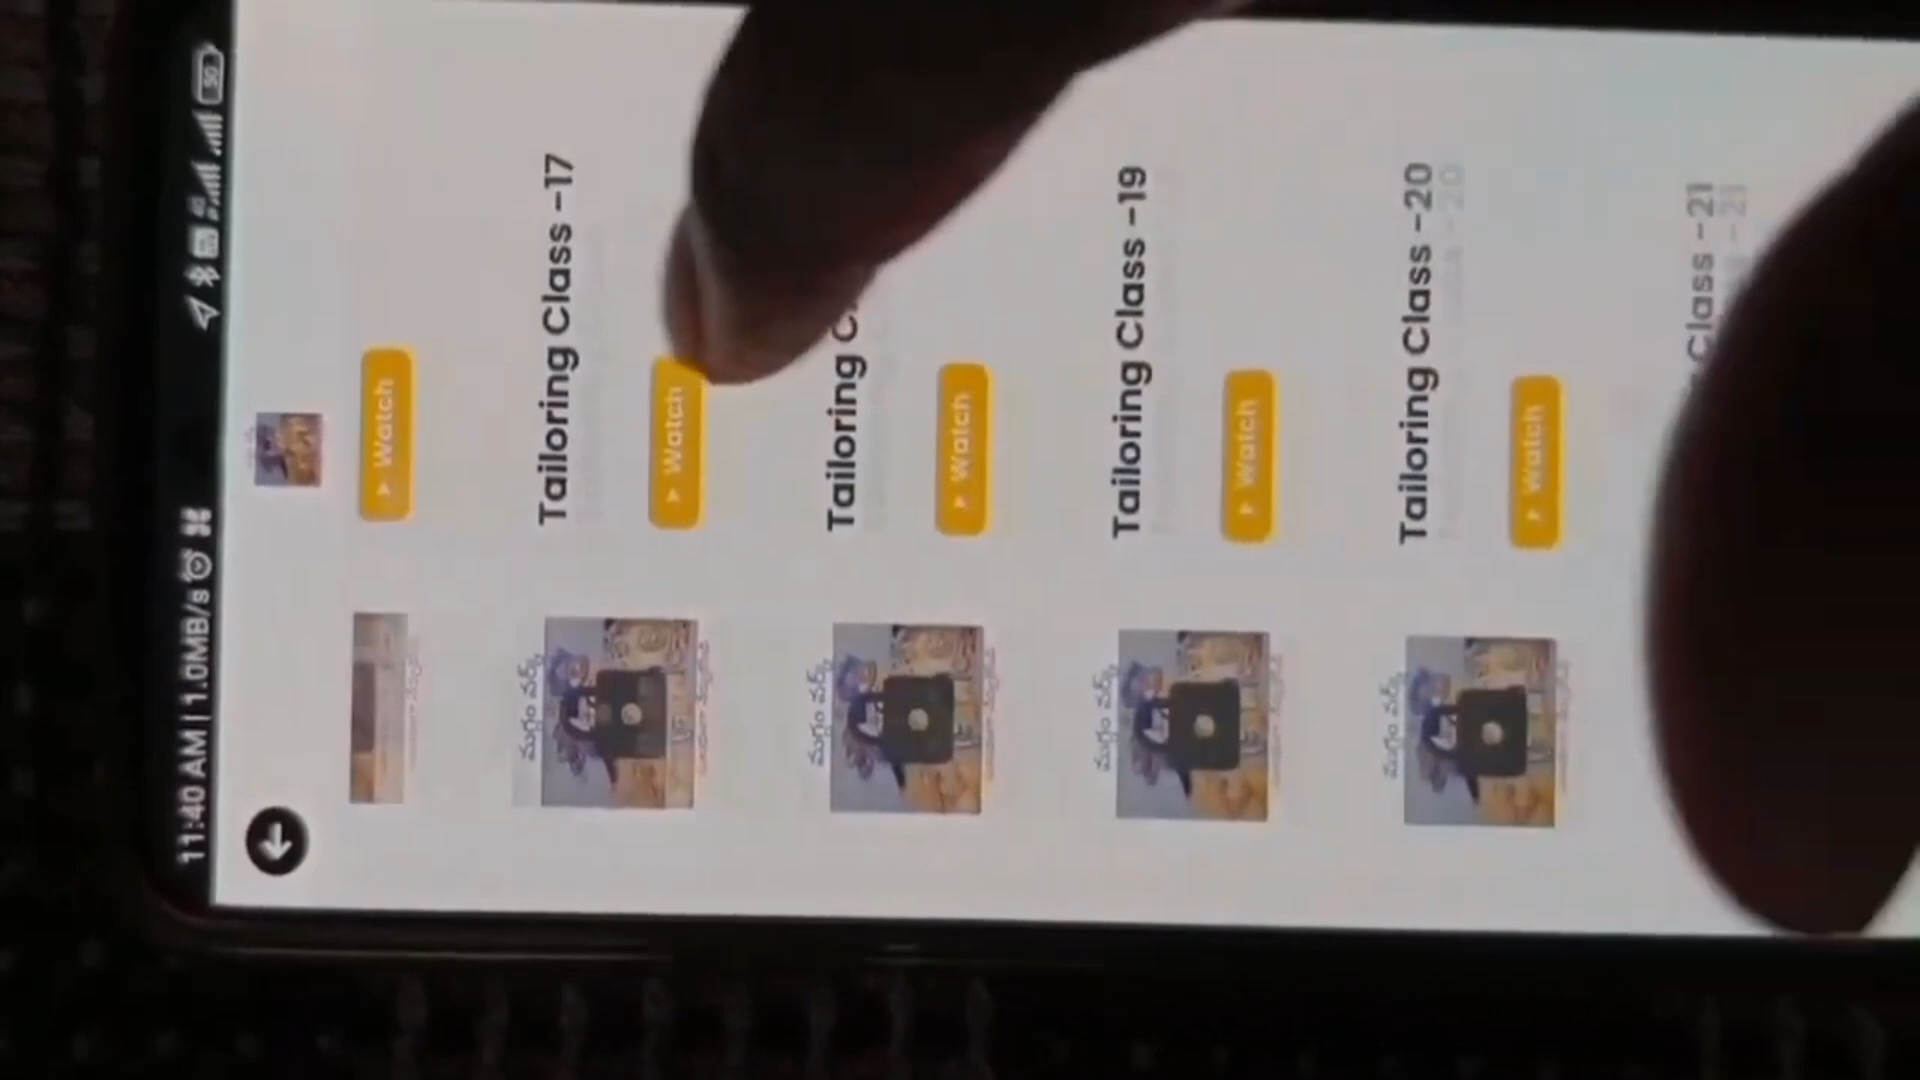 11:40 AM | 1.0MB/s
50
Watch
Tailoring Class -17
Watch
Tailoring C
Watch
Tailoring Class -19
Watch
Tailoring Class -20
Watch
Class -21